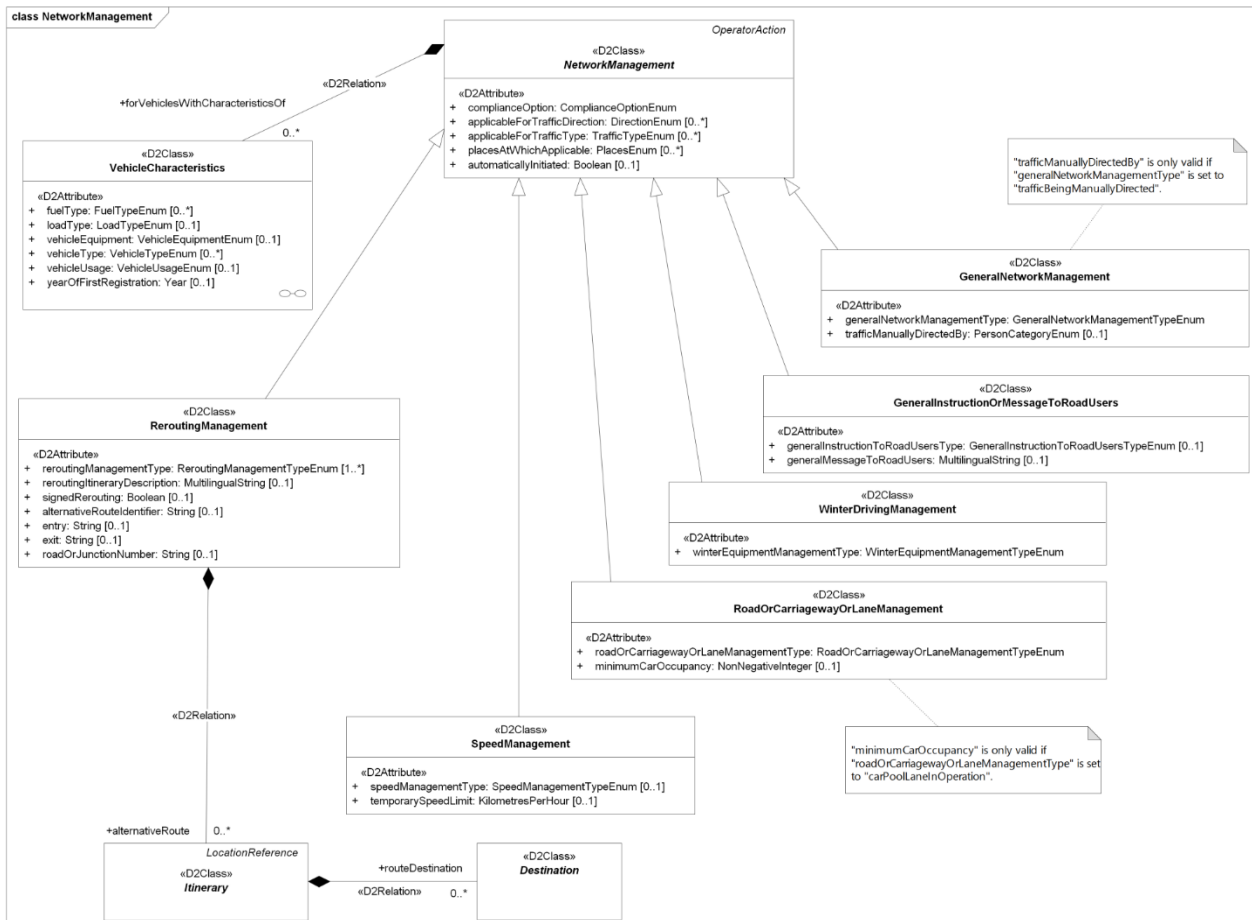 class NetworkManagement
OperatorAction
«D2Class»
NetworkManagement
«D2Attribute»
+ complianceOption: ComplianceOptionEnum
+ applicableForTrafficDirection: DirectionEnum [0..*]
+ applicableForTrafficType: TrafficTypeEnum [0..*]
+ placesAtWhichApplicable: PlacesEnum [0..*]
+ automaticallyInitiated: Boolean [0..1]
«D2Relation»
+forVehiclesWithCharacteristicsOf
0..*
«D2Class»
VehicleCharacteristics
«D2Attribute»
+ fuelType: FuelTypeEnum [0..*]
+ loadType: LoadTypeEnum [0..1]
+ vehicleEquipment: VehicleEquipmentEnum [0..1]
+ vehicleType: VehicleTypeEnum [0..*]
+ vehicleUsage: VehicleUsageEnum [0..1]
+ yearOfFirstRegistration: Year [0..1]
"trafficManuallyDirectedBy" is only valid if
"generalNetworkManagementType" is set to
"trafficBeingManuallyDirected".
«D2Class»
GeneralNetworkManagement
«D2Attribute»
+ generalNetworkManagementType: GeneralNetworkManagementTypeEnum
+ trafficManuallyDirectedBy: PersonCategoryEnum [0..1]
«D2Class»
GeneralInstructionOrMessageToRoadUsers
«D2Attribute»
+ generalInstructionToRoadUsersType: GeneralInstructionToRoadUsersTypeEnum [0..1]
+ generalMessageToRoadUsers: MultilingualString [0..1]
«D2Class»
ReroutingManagement
«D2Attribute»
+ reroutingManagementType: ReroutingManagementTypeEnum [1..*]
+ reroutingItineraryDescription: MultilingualString [0..1]
+ signedRerouting: Boolean [0..1]
+ alternativeRouteIdentifier: String [0..1]
+ entry: String [0..1]
+ exit: String [0..1]
+ roadOrJunctionNumber: String [0..1]
«D2Class»
WinterDrivingManagement
«D2Attribute»
+ winterEquipmentManagementType: WinterEquipmentManagementTypeEnum
«D2Class»
RoadOrCarriagewayOrLaneManagement
«D2Attribute»
+ roadOrCarriagewayOrLaneManagementType: RoadOrCarriagewayOrLaneManagementTypeEnum
+ minimumCarOccupancy: NonNegativeInteger [0..1]
«D2Relation»
«D2Class»
SpeedManagement
«D2Attribute»
+ speedManagementType: SpeedManagementTypeEnum [0..1]
+ temporarySpeedLimit: KilometresPerHour [0..1]
"minimumCarOccupancy" is only valid if
"roadOrCarriagewayOrLaneManagementType" is set
to "carPoolLaneInOperation".
+alternativeRoute 0..*
LocationReference
«D2Class»
Itinerary
+routeDestination
«D2Relation» 0..*
«D2Class»
Destination